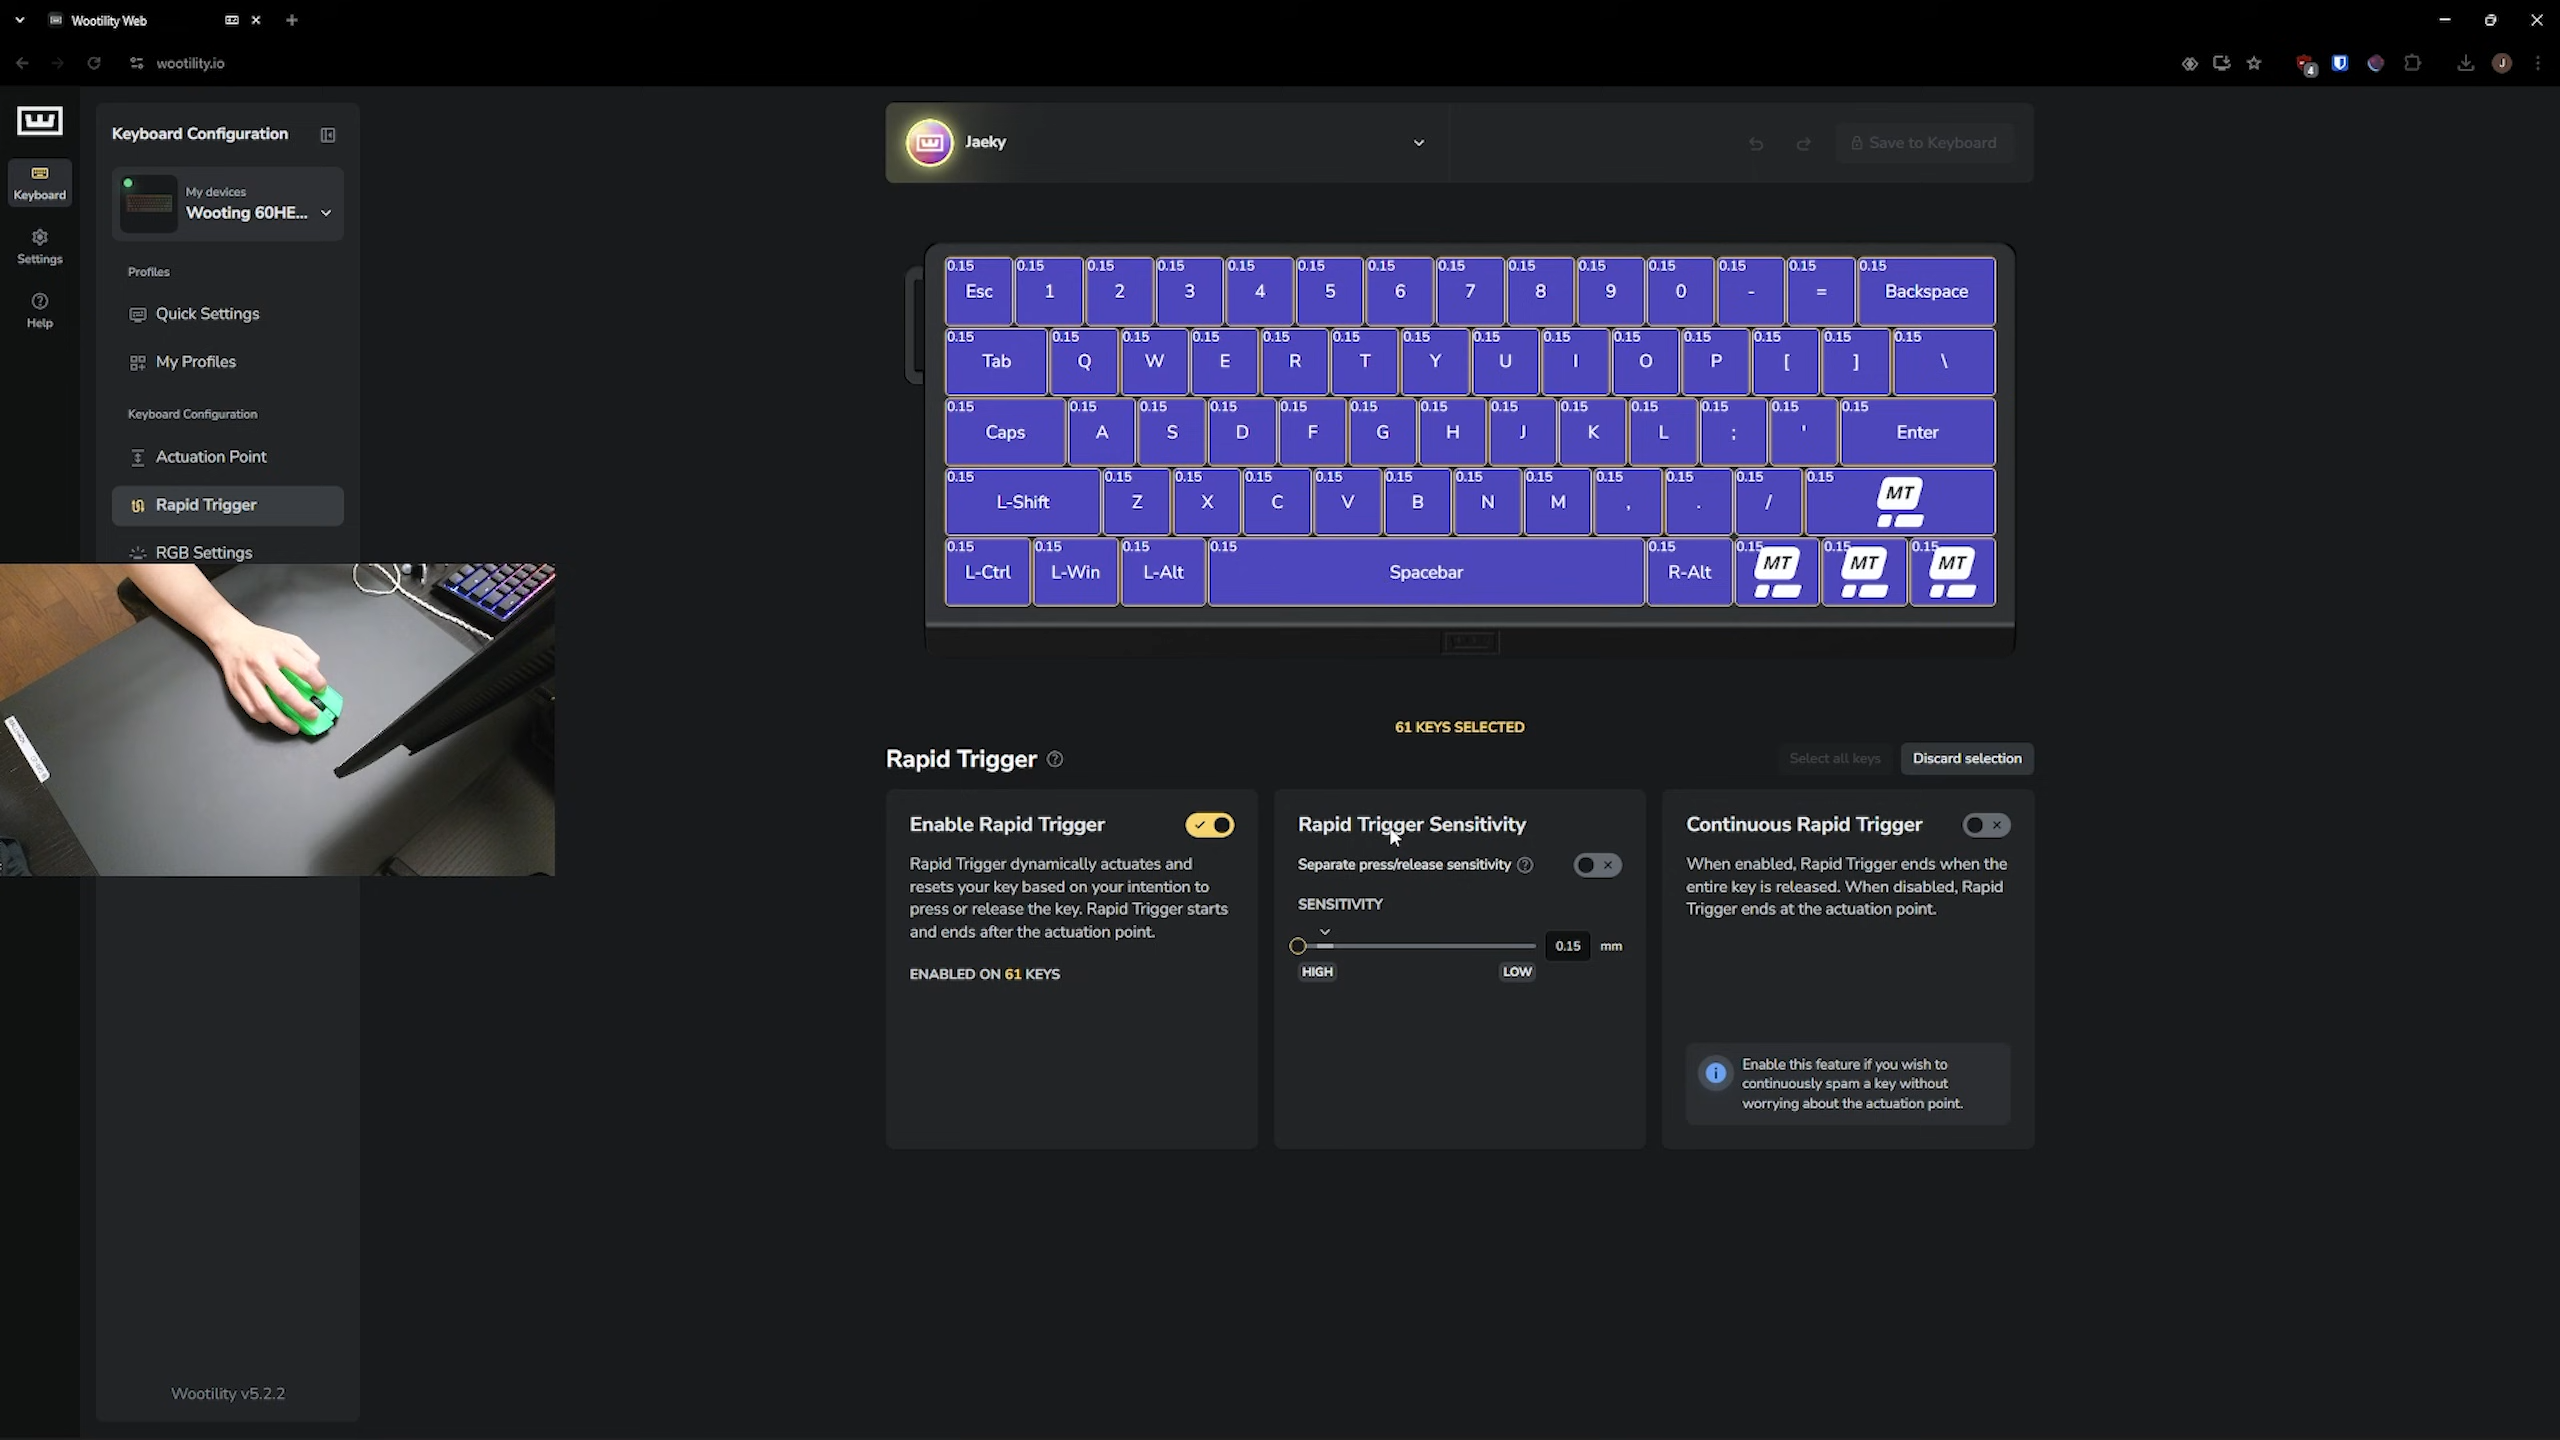 Wootility Web
wootility.io
4
J
Keyboard
Settings
Help
Keyboard Configuration
My devices
Wooting 60HE...
Profiles
Quick Settings
My Profiles
Keyboard Configuration
Actuation Point
Rapid Trigger
RGB Settings
Wootility v5.2.2
Jaeky
Save to Keyboard
0.15 0.15 0.15 0.15 0.15 0.15 0.15 0.15 0.15 0.15 0.15 0.15 0.15 0.15
Esc 1 2 3 4 5 6 7 8 9 0 - = Backspace
0.15 0.15 0.15 0.15 0.15 0.15 0.15 0.15 0.15 0.15 0.15 0.15 0.15 0.15
Tab Q W E R T Y U I O P [ ] \
0.15 0.15 0.15 0.15 0.15 0.15 0.15 0.15 0.15 0.15 0.15 0.15 0.15
Caps A S D F G H J K L ; ' Enter
0.15 0.15 0.15 0.15 0.15 0.15 0.15 0.15 0.15 0.15 0.15 0.15
L-Shift Z X C V B N M , . / MT
0.15 0.15 0.15 0.15 0.15 0.15 0.15 0.15
L-Ctrl L-Win L-Alt Spacebar R-Alt MT MT MT
61 KEYS SELECTED
Rapid Trigger
Select all keys
Discard selection
Enable Rapid Trigger
Rapid Trigger dynamically actuates and
resets your key based on your intention to
press or release the key. Rapid Trigger starts
and ends after the actuation point.
ENABLED ON 61 KEYS
Rapid Trigger Sensitivity
Separate press/release sensitivity
SENSITIVITY
0.15 mm
HIGH
LOW
Continuous Rapid Trigger
When enabled, Rapid Trigger ends when the
entire key is released. When disabled, Rapid
Trigger ends at the actuation point.
Enable this feature if you wish to
continuously spam a key without
worrying about the actuation point.